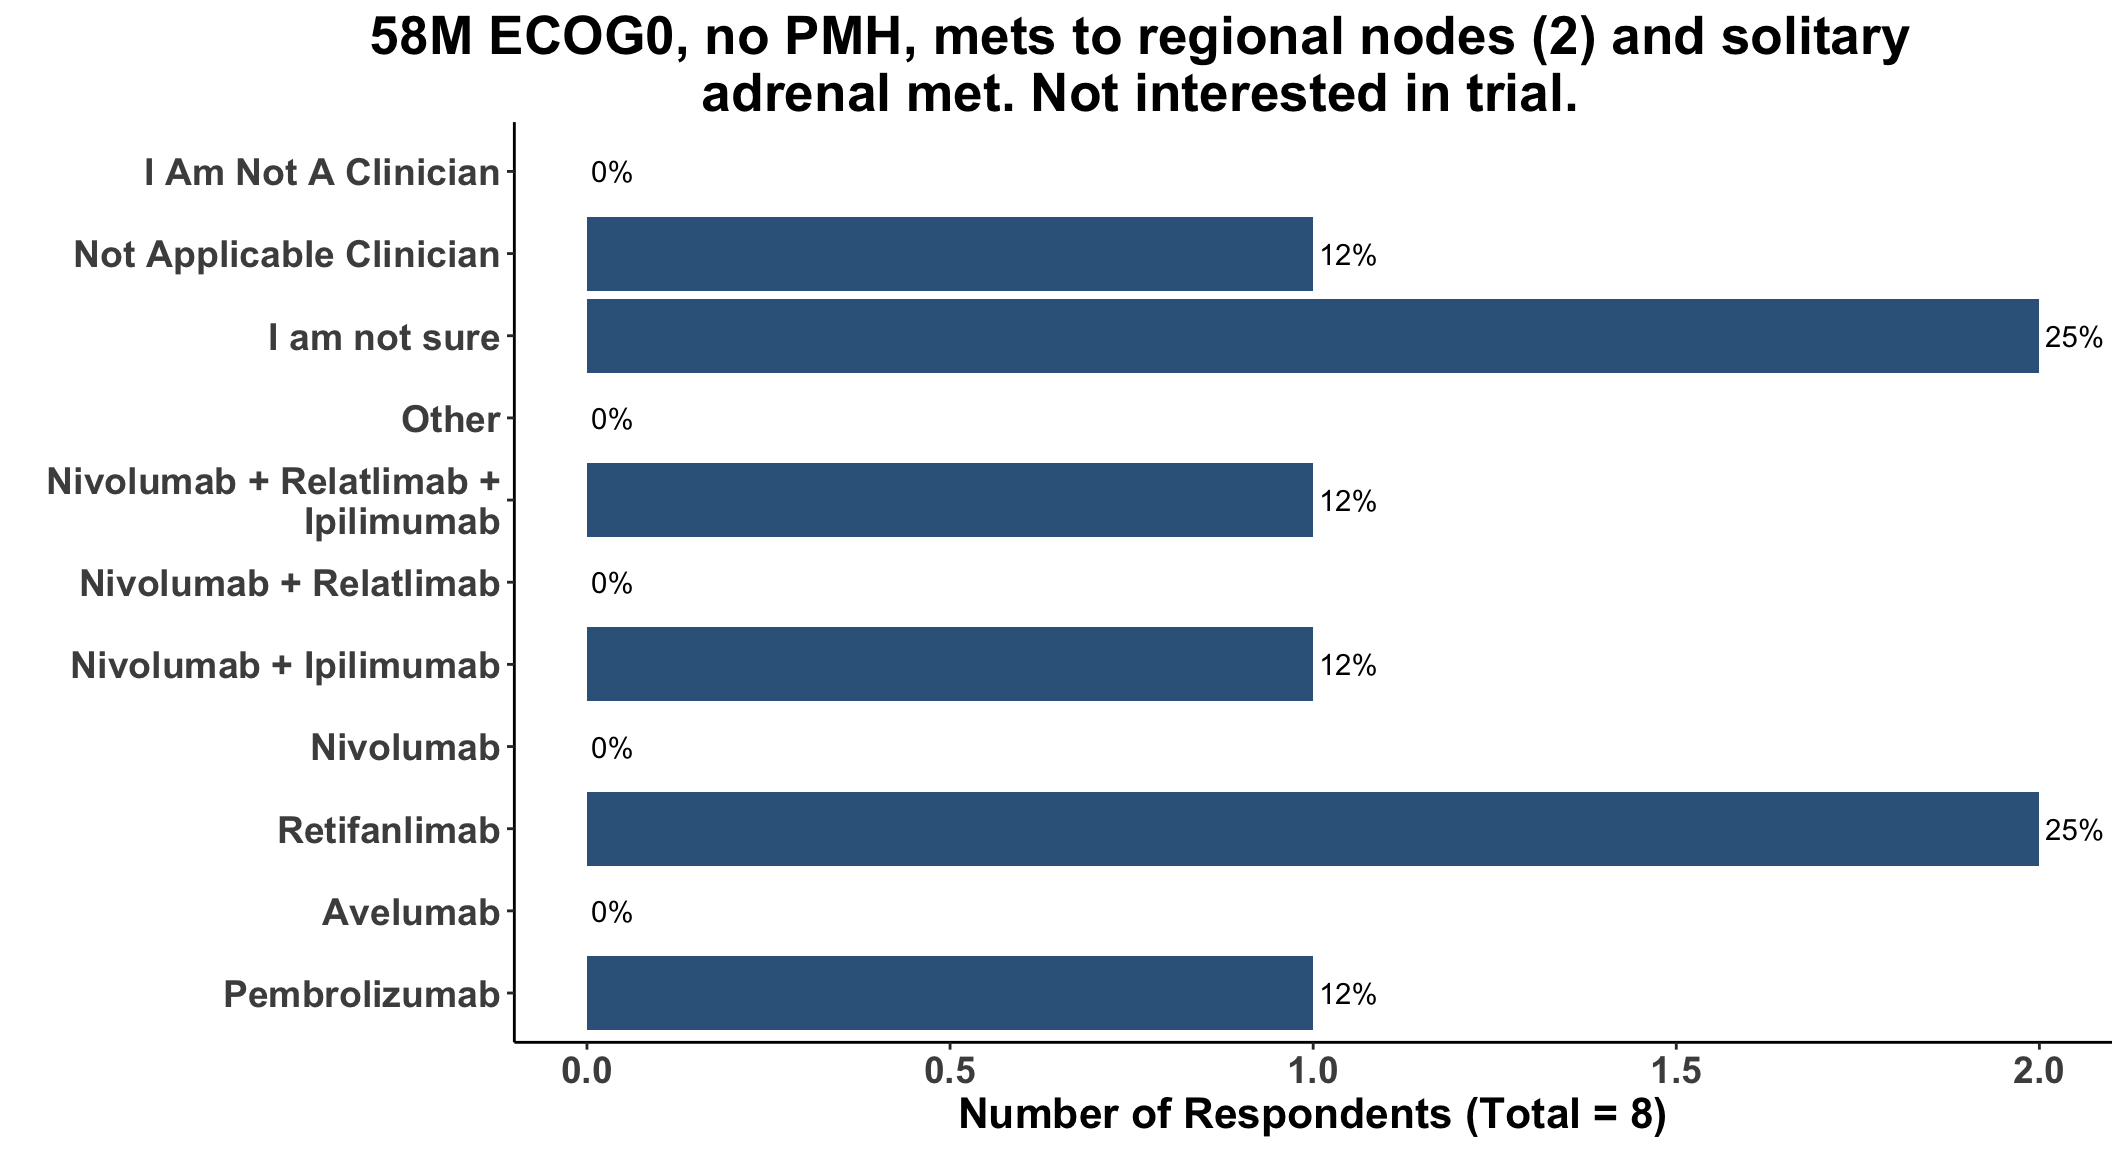 58M ECOG0, no PMH, mets to regional nodes (2) and solitary
adrenal met. Not interested in trial.
I Am Not A Clinician
0%
Not Applicable Clinician
12%
I am not sure
25%
Other
0%
Nivolumab + Relatlimab +
Ipilimumab
12%
Nivolumab + Relatlimab
0%
Nivolumab + Ipilimumab
12%
Nivolumab
0%
Retifanlimab
25%
Avelumab
0%
Pembrolizumab
12%
0.0 0.5 1.0 1.5 2.0
Number of Respondents (Total = 8)